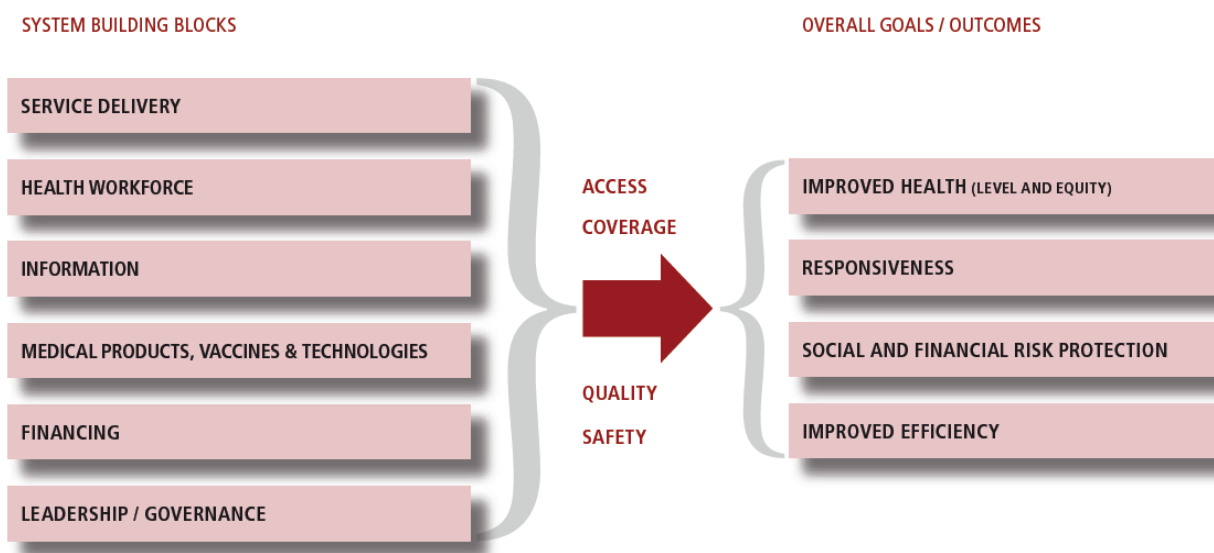 SYSTEM BUILDING BLOCKS
SERVICE DELIVERY
HEALTH WORKFORCE
INFORMATION
MEDICAL PRODUCTS, VACCINES & TECHNOLOGIES
FINANCING
LEADERSHIP / GOVERNANCE
ACCESS
COVERAGE
QUALITY
SAFETY
OVERALL GOALS / OUTCOMES
IMPROVED HEALTH (LEVEL AND EQUITY)
RESPONSIVENESS
SOCIAL AND FINANCIAL RISK PROTECTION
IMPROVED EFFICIENCY